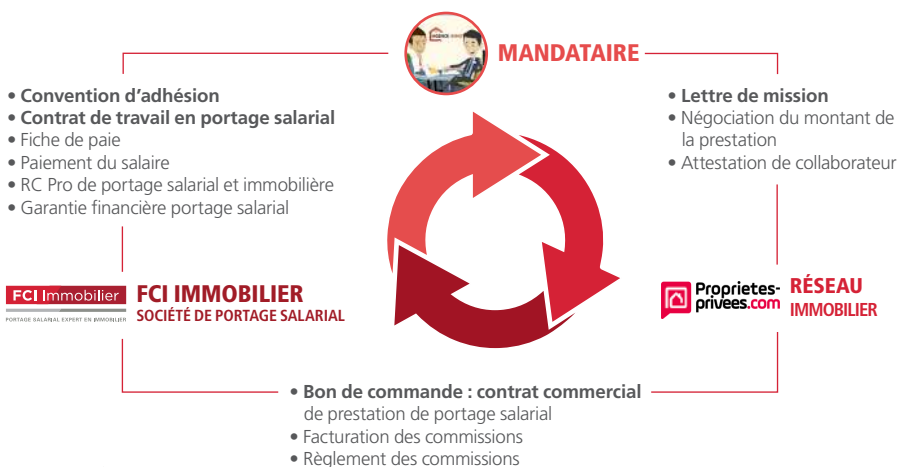 AGENCE IMMO
MANDATAIRE
• Convention d'adhésion
• Contrat de travail en portage salarial
• Fiche de paie
• Paiement du salaire
• RC Pro de portage salarial et immobilière
• Garantie financière portage salarial
• Lettre de mission
• Négociation du montant de
la prestation
• Attestation de collaborateur
FCI Immobilier
PORTAGE SALARIAL EXPERT EN IMMOBILIER
FCI IMMOBILIER
SOCIÉTÉ DE PORTAGE SALARIAL
Proprietes-
privees.com
RÉSEAU
IMMOBILIER
• Bon de commande : contrat commercial
de prestation de portage salarial
• Facturation des commissions
• Règlement des commissions